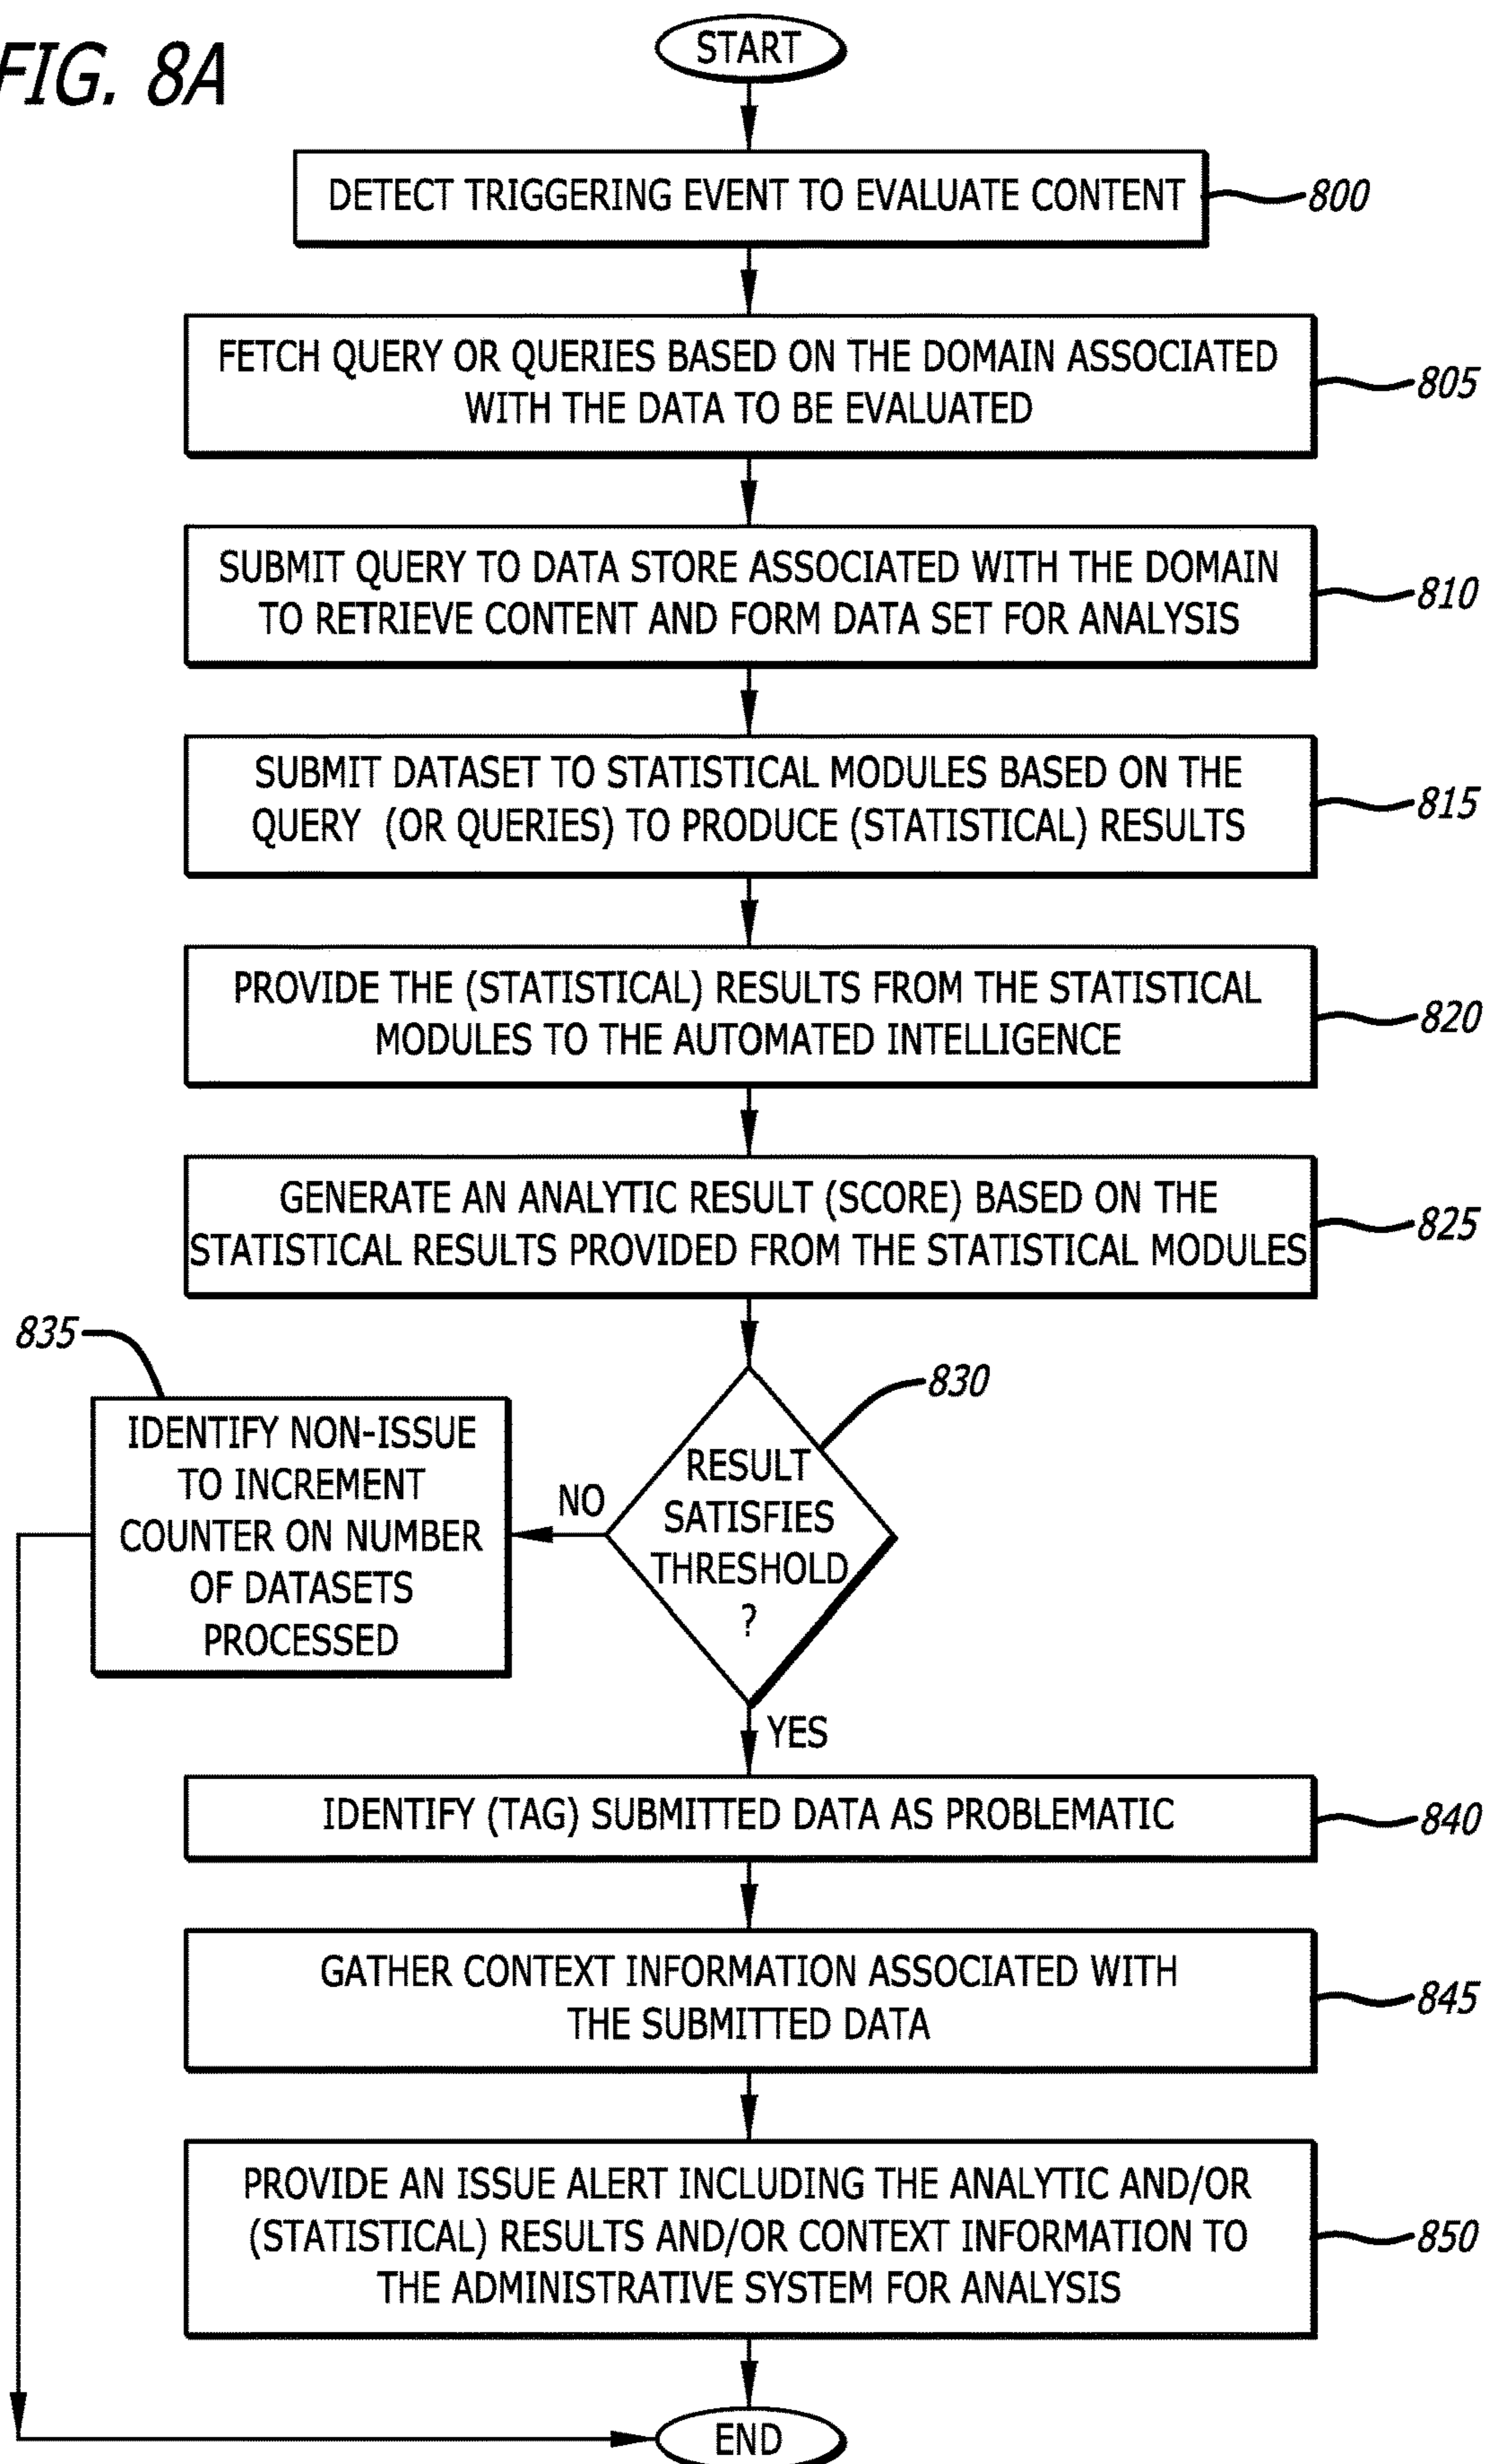 FIG. 8A
START
DETECT TRIGGERING EVENT TO EVALUATE CONTENT
800
FETCH QUERY OR QUERIES BASED ON THE DOMAIN ASSOCIATED
WITH THE DATA TO BE EVALUATED
805
SUBMIT QUERY TO DATA STORE ASSOCIATED WITH THE DOMAIN
TO RETRIEVE CONTENT AND FORM DATA SET FOR ANALYSIS
810
SUBMIT DATASET TO STATISTICAL MODULES BASED ON THE
QUERY (OR QUERIES) TO PRODUCE (STATISTICAL) RESULTS
815
PROVIDE THE (STATISTICAL) RESULTS FROM THE STATISTICAL
MODULES TO THE AUTOMATED INTELLIGENCE
820
GENERATE AN ANALYTIC RESULT (SCORE) BASED ON THE
STATISTICAL RESULTS PROVIDED FROM THE STATISTICAL MODULES
825
835
IDENTIFY NON-ISSUE
TO INCREMENT
COUNTER ON NUMBER
OF DATASETS
PROCESSED
NO
830
RESULT
SATISFIES
THRESHOLD
?
YES
IDENTIFY (TAG) SUBMITTED DATA AS PROBLEMATIC
840
GATHER CONTEXT INFORMATION ASSOCIATED WITH
THE SUBMITTED DATA
845
PROVIDE AN ISSUE ALERT INCLUDING THE ANALYTIC AND/OR
(STATISTICAL) RESULTS AND/OR CONTEXT INFORMATION TO
THE ADMINISTRATIVE SYSTEM FOR ANALYSIS
850
END